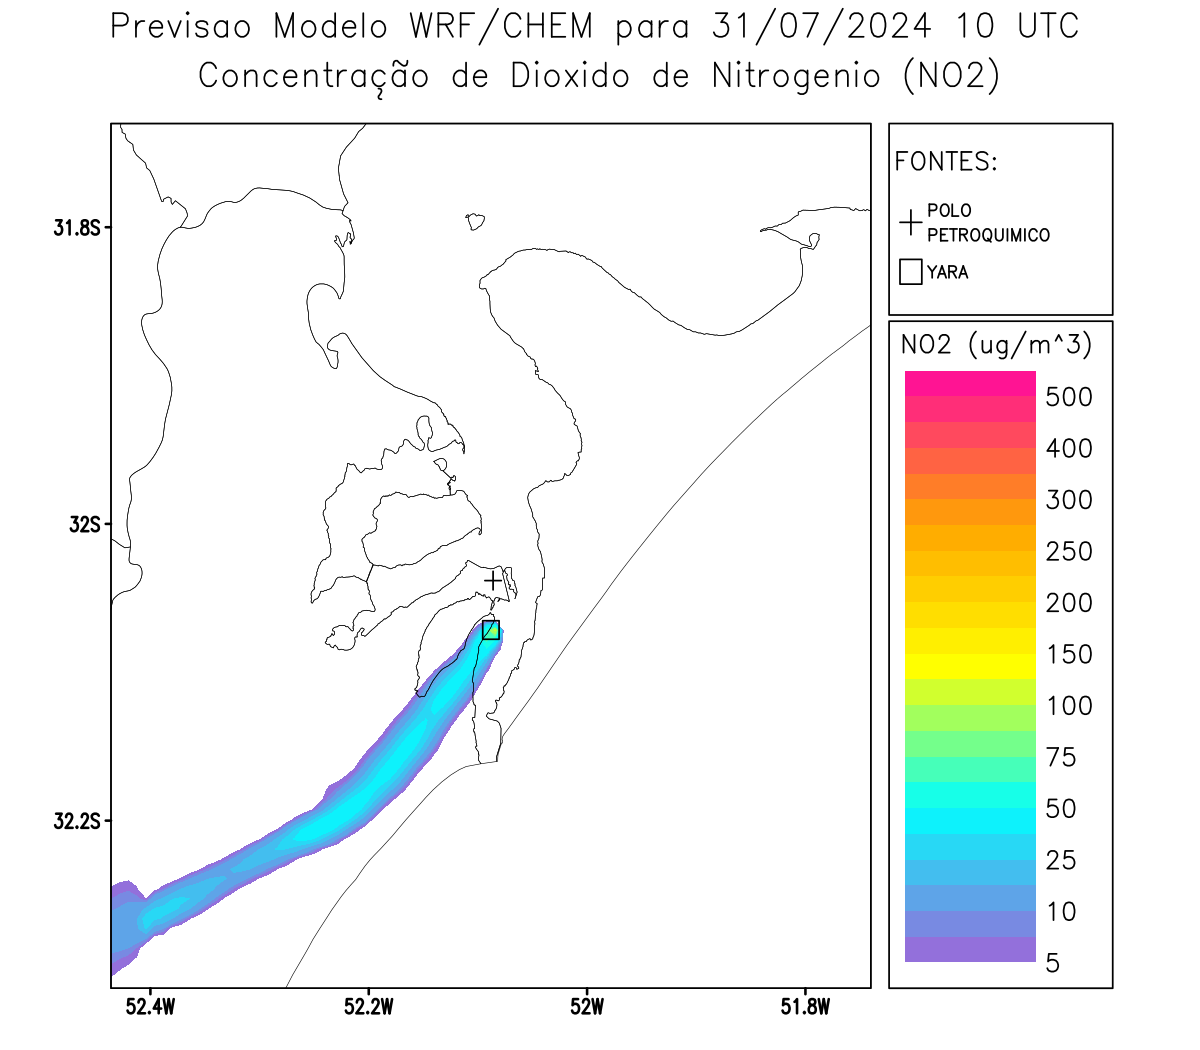 Previsao Modelo WRF/CHEM para 31/07/2024 10 UTC
Concentração de Dioxido de Nitrogenio (NO2)
FONTES:
POLO
PETROQUIMICO
YARA
NO2 (ug/m^3)
500
400
300
250
200
150
100
75
50
25
10
5
31.8S
32S
32.2S
52.4W
52.2W
52W
51.8W